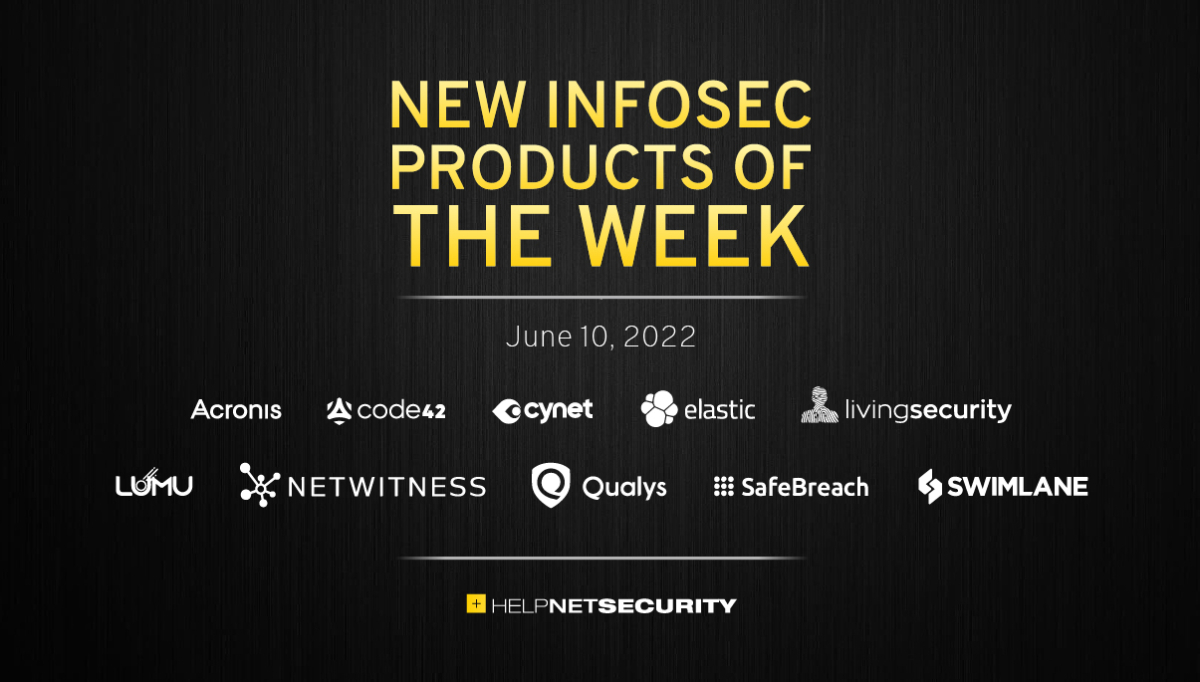 NEW INFOSEC
PRODUCTS OF
THE WEEK
June 10, 2022
Acronis code42 cynet elastic livingsecurity
LUMU NETWITNESS Qualys SafeBreach SWIMLANE
HELPNETSECURITY